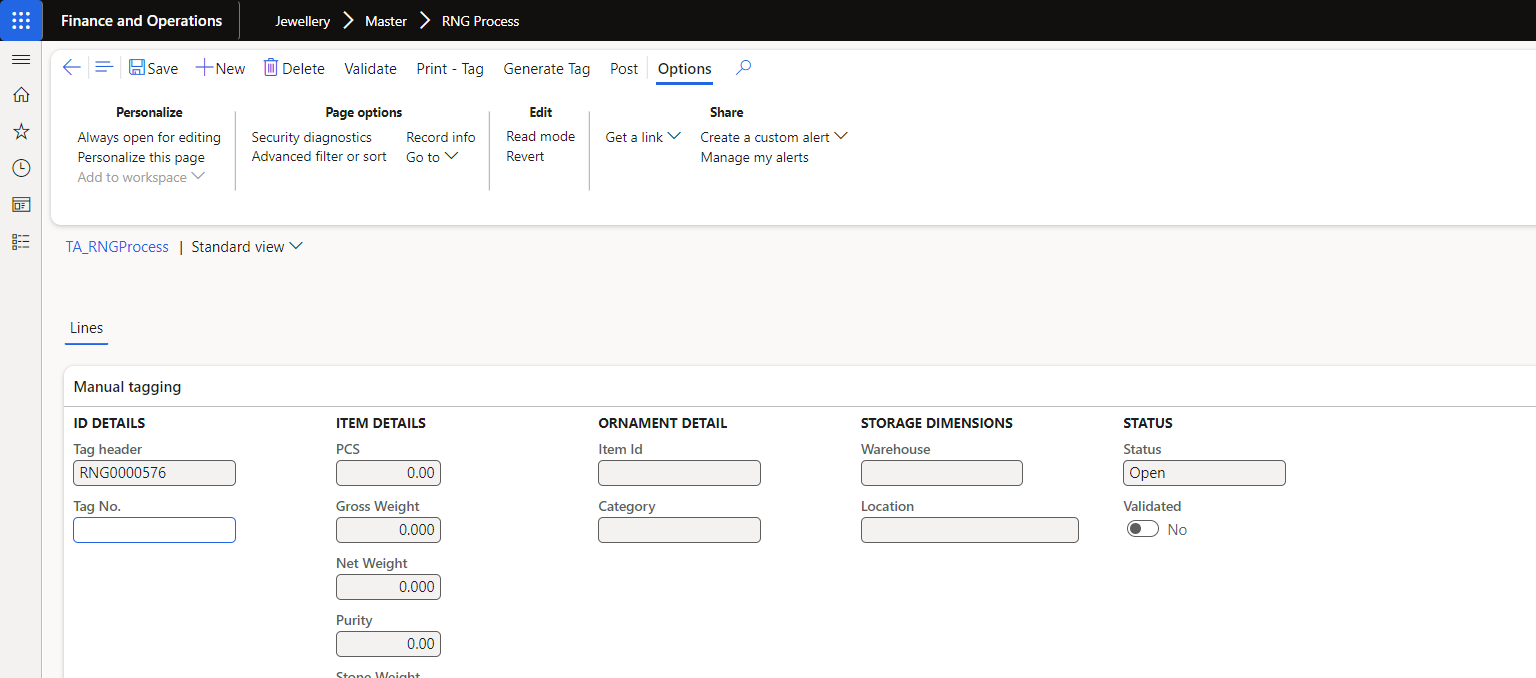 Finance and Operations
Jewellery > Master > RNG Process
Save New Delete Validate Print - Tag Generate Tag Post Options
Personalize
Always open for editing
Personalize this page
Add to workspace
Page options
Security diagnostics
Advanced filter or sort
Record info
Go to
Edit
Read mode
Revert
Share
Get a link
Create a custom alert
Manage my alerts
TA_RNGProcess | Standard view
Lines
Manual tagging
ID DETAILS
Tag header
RNG0000576
Tag No.
ITEM DETAILS
PCS
0.00
Gross Weight
0.000
Net Weight
0.000
Purity
0.00
Stone Weight
ORNAMENT DETAIL
Item Id
Category
STORAGE DIMENSIONS
Warehouse
Location
STATUS
Status
Open
Validated
No